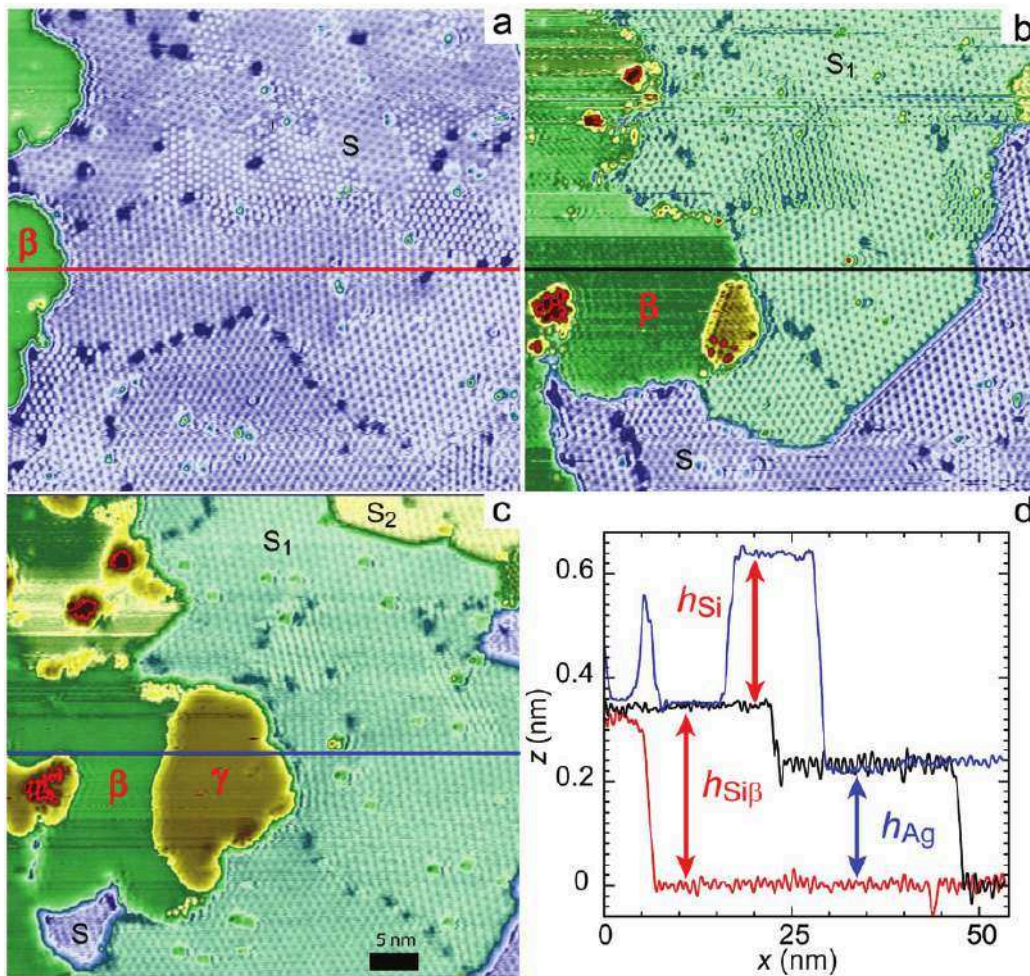 a
S
β
b
S₁
β
S
c
S₂
S₁
β
γ
S
5 nm
d
0.6
0.4
0.2
0
z (nm)
hSi
hSiβ
hAg
0
25
50
x (nm)